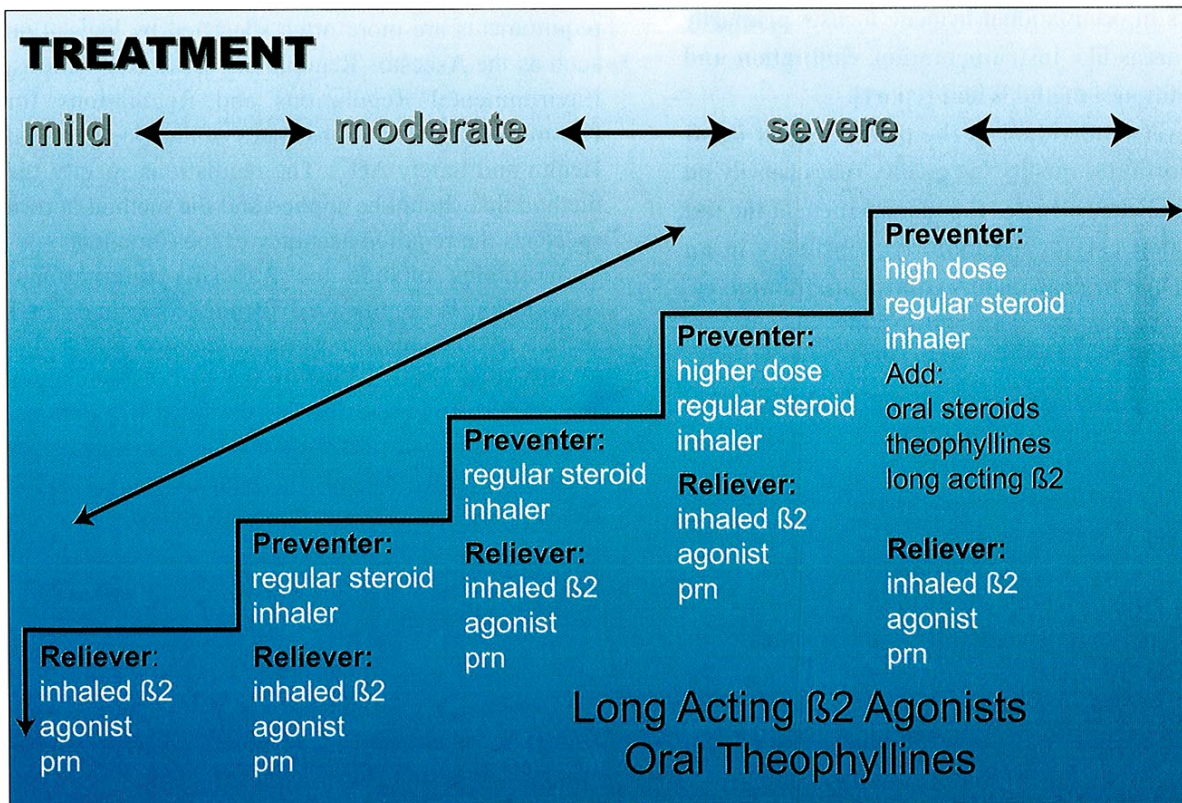 TREATMENT
mild moderate severe
Reliever:
inhaled ß2
agonist
prn
Preventer:
regular steroid
inhaler
Reliever:
inhaled ß2
agonist
prn
Preventer:
regular steroid
inhaler
Reliever:
inhaled ß2
agonist
prn
Preventer:
higher dose
regular steroid
inhaler
Reliever:
inhaled ß2
agonist
prn
Preventer:
high dose
regular steroid
inhaler
Add:
oral steroids
theophyllines
long acting ß2
Reliever:
inhaled ß2
agonist
prn
Long Acting ß2 Agonists
Oral Theophyllines